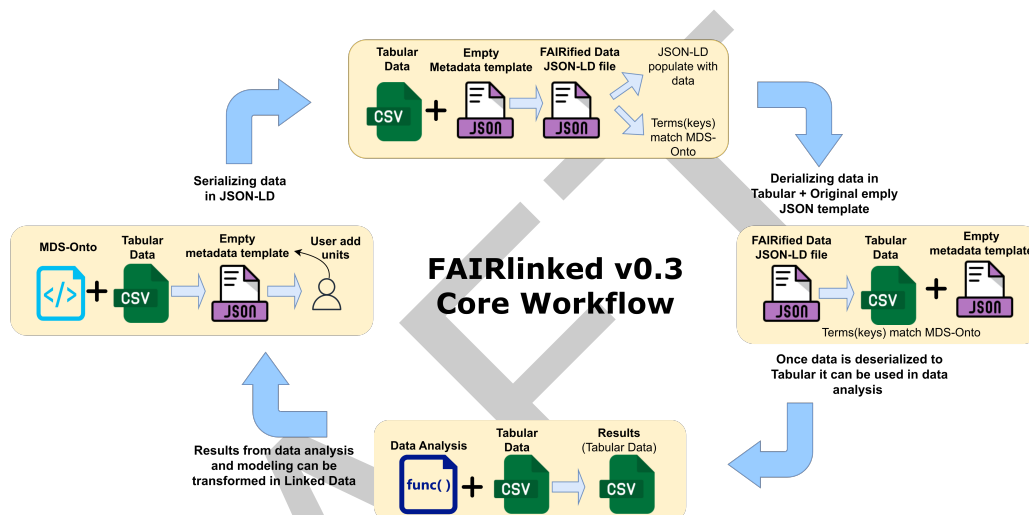 Tabular
Data
Empty
Metadata template
FAIRified Data
JSON-LD file
JSON-LD
populate with
data
CSV
JSON
JSON
Terms(keys)
match MDS-
Onto
Serializing data
in JSON-LD
Derializing data in
Tabular + Original emply
JSON template
MDS-Onto
Tabular
Data
Empty
metadata template
User add
units
</>
CSV
JSON
FAIRlinked v0.3
Core Workflow
FAIRified Data
JSON-LD file
Tabular
Data
Empty
metadata template
JSON
CSV
JSON
Terms(keys) match MDS-Onto
Once data is deserialized to
Tabular it can be used in data
analysis
Results from data analysis
and modeling can be
transformed in Linked Data
Data Analysis
Tabular
Data
Results
(Tabular Data)
func( )
CSV
CSV